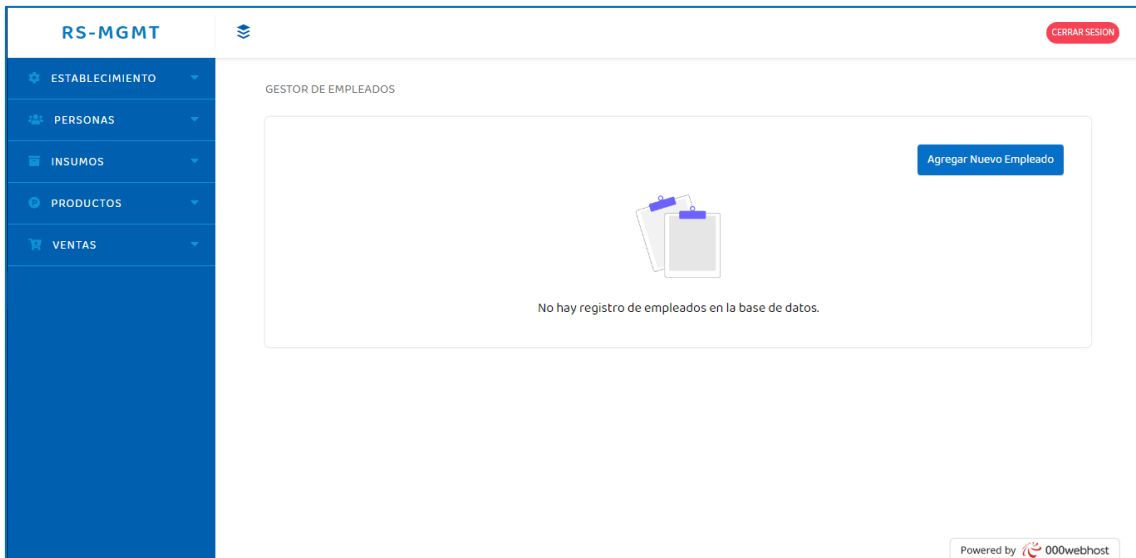 RS-MGMT
CERRAR SESION
ESTABLECIMIENTO
PERSONAS
INSUMOS
PRODUCTOS
VENTAS
GESTOR DE EMPLEADOS
Agregar Nuevo Empleado
No hay registro de empleados en la base de datos.
Powered by 000webhost